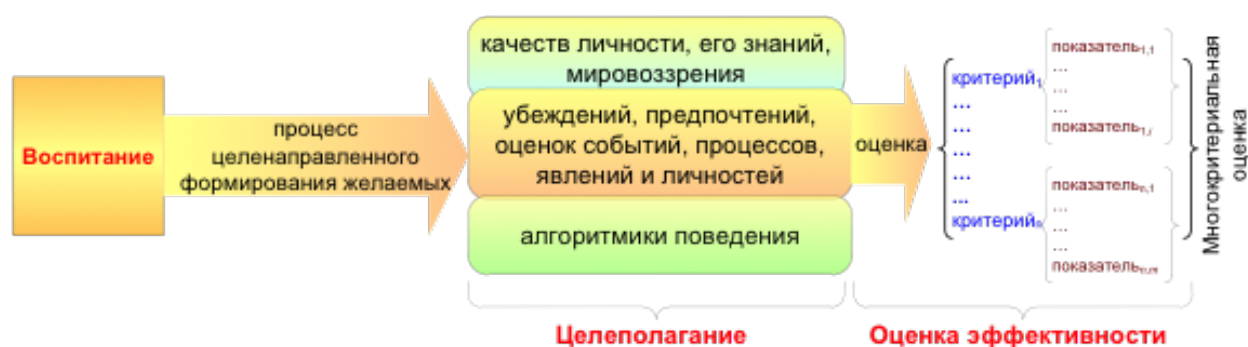 Воспитание
процесс
целенаправленного
формирования желаемых
качеств личности, его знаний,
мировоззрения
убеждений, предпочтений,
оценок событий, процессов,
явлений и личностей
алгоритмики поведения
оценка
критерий₁
...
...
...
...
...
критерийₙ
показатель₁,₁
...
...
...
показатель₁,ᵢ
показательₙ,₁
...
...
...
показательₙ,ₘ
Многокритериальная
оценка
Целеполагание
Оценка эффективности